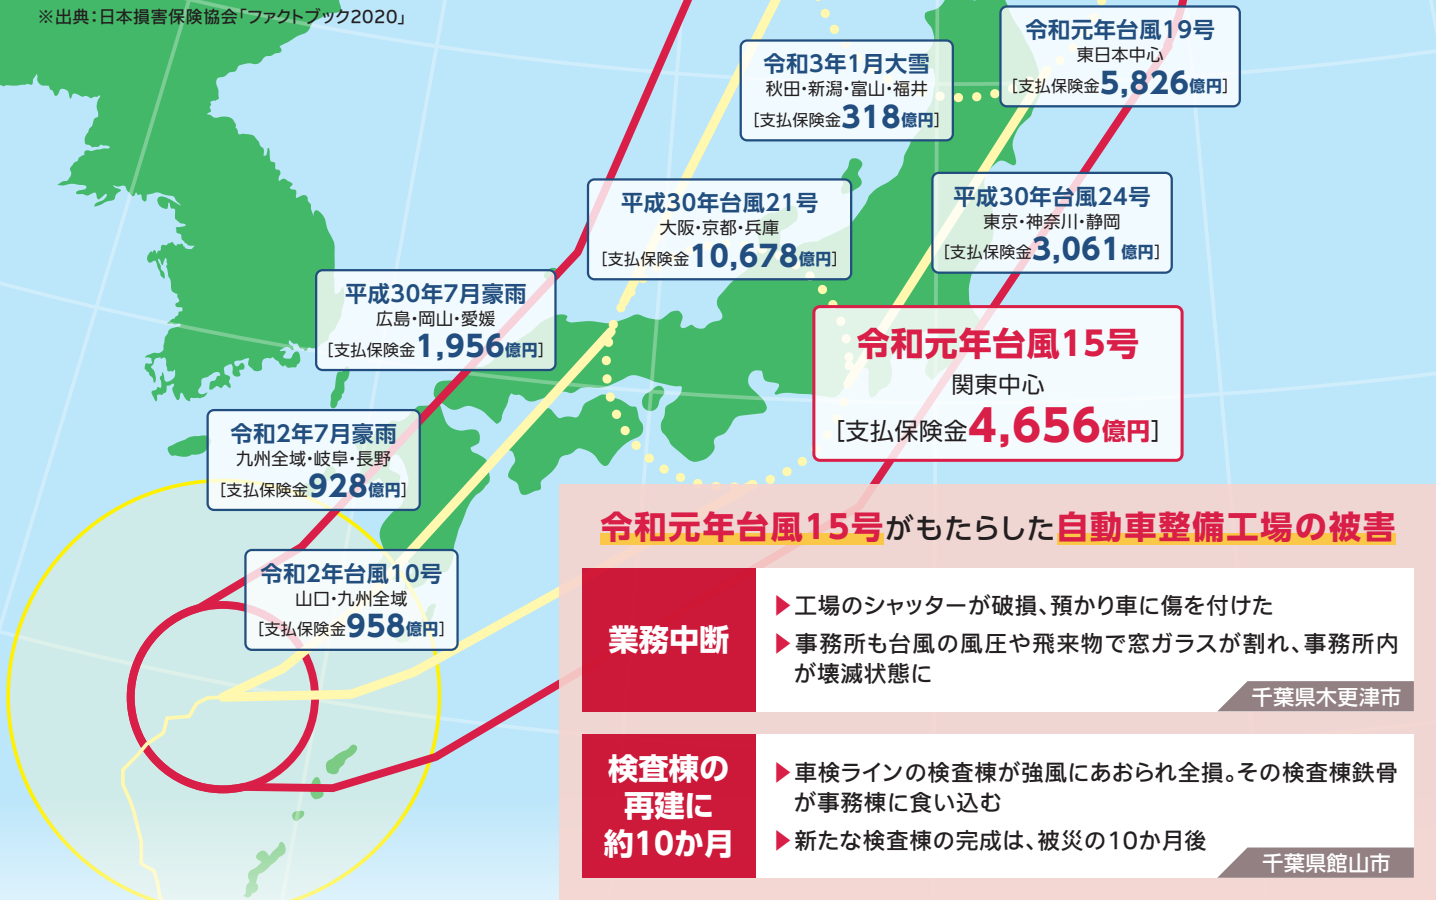 ※出典：日本損害保険協会「ファクトブック2020」
令和元年台風19号
東日本中心
[支払保険金5,826億円]
令和3年1月大雪
秋田・新潟・富山・福井
[支払保険金318億円]
平成30年台風21号
大阪・京都・兵庫
[支払保険金10,678億円]
平成30年台風24号
東京・神奈川・静岡
[支払保険金3,061億円]
平成30年7月豪雨
広島・岡山・愛媛
[支払保険金1,956億円]
令和元年台風15号
関東中心
[支払保険金4,656億円]
令和2年7月豪雨
九州全域・岐阜・長野
[支払保険金928億円]
令和2年台風10号
山口・九州全域
[支払保険金958億円]
令和元年台風15号がもたらした自動車整備工場の被害
業務中断
▶工場のシャッターが破損、預かり車に傷を付けた
▶事務所も台風の風圧や飛来物で窓ガラスが割れ、事務所内
が壊滅状態に
千葉県木更津市
検査棟の
再建に
約10か月
▶車検ラインの検査棟が強風にあおられ全損。その検査棟鉄骨
が事務棟に食い込む
▶新たな検査棟の完成は、被災の10か月後
千葉県館山市